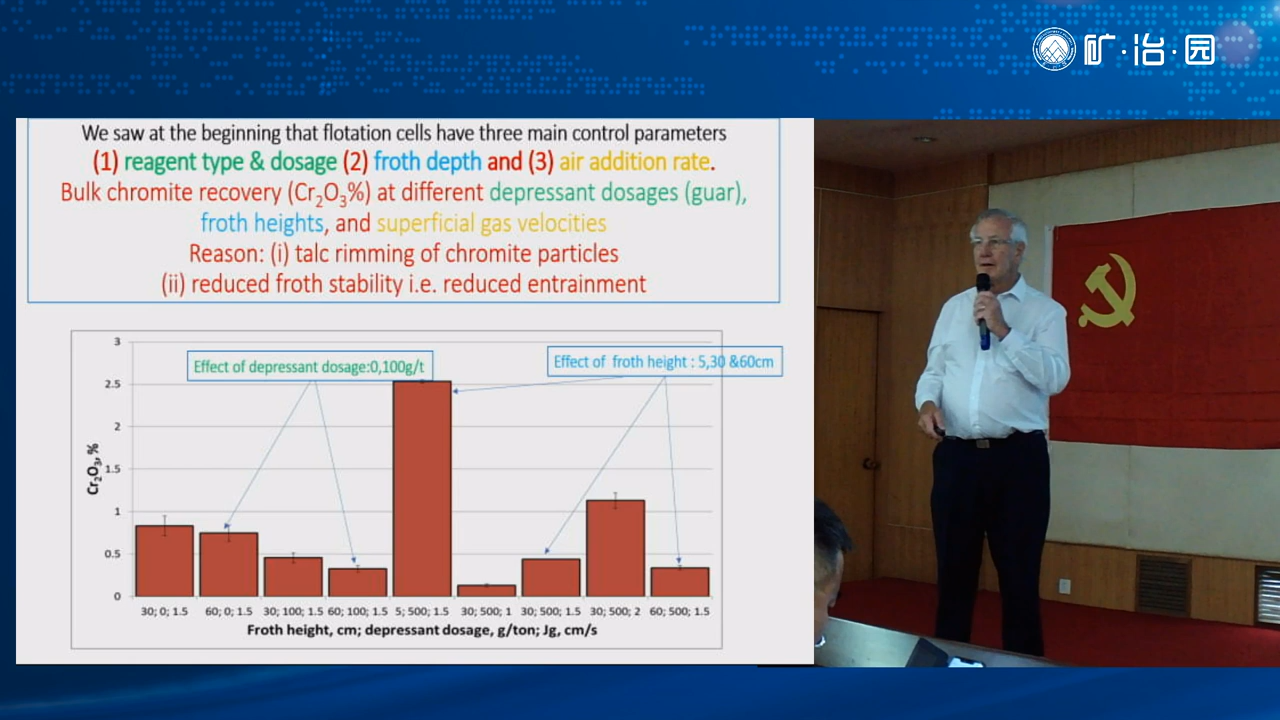 矿·冶·园
We saw at the beginning that flotation cells have three main control parameters
(1) reagent type & dosage (2) froth depth and (3) air addition rate.
Bulk chromite recovery (Cr₂O₃%) at different depressant dosages (guar),
froth heights, and superficial gas velocities
Reason: (i) talc rimming of chromite particles
(ii) reduced froth stability i.e. reduced entrainment
Effect of depressant dosage:0,100g/t
Effect of froth height : 5,30 &60cm
Cr₂O₃, %
3
2.5
2
1.5
1
0.5
0
30; 0; 1.5
60; 0; 1.5
30; 100; 1.5
60; 100; 1.5
5; 500; 1.5
30; 500; 1
30; 500; 1.5
30; 500; 2
60; 500; 1.5
Froth height, cm; depressant dosage, g/ton; Jg, cm/s